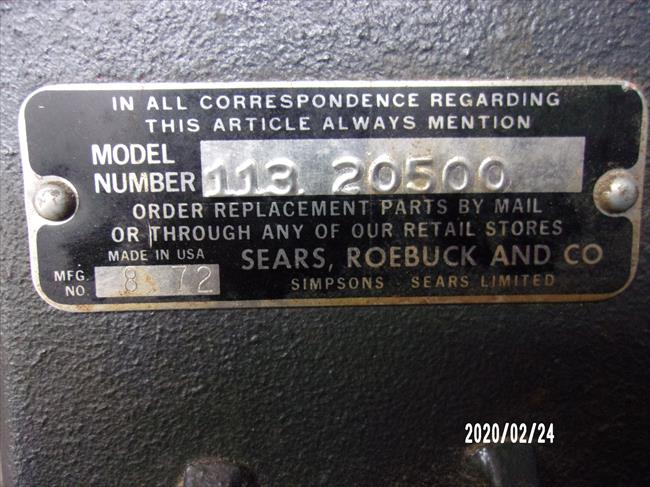 IN ALL CORRESPONDENCE REGARDING
THIS ARTICLE ALWAYS MENTION
MODEL
NUMBER 113. 20500
ORDER REPLACEMENT PARTS BY MAIL
OR THROUGH ANY OF OUR RETAIL STORES
MADE IN USA SEARS, ROEBUCK AND CO
MFG.
NO. 8 72 SIMPSONS - SEARS LIMITED
2020/02/24